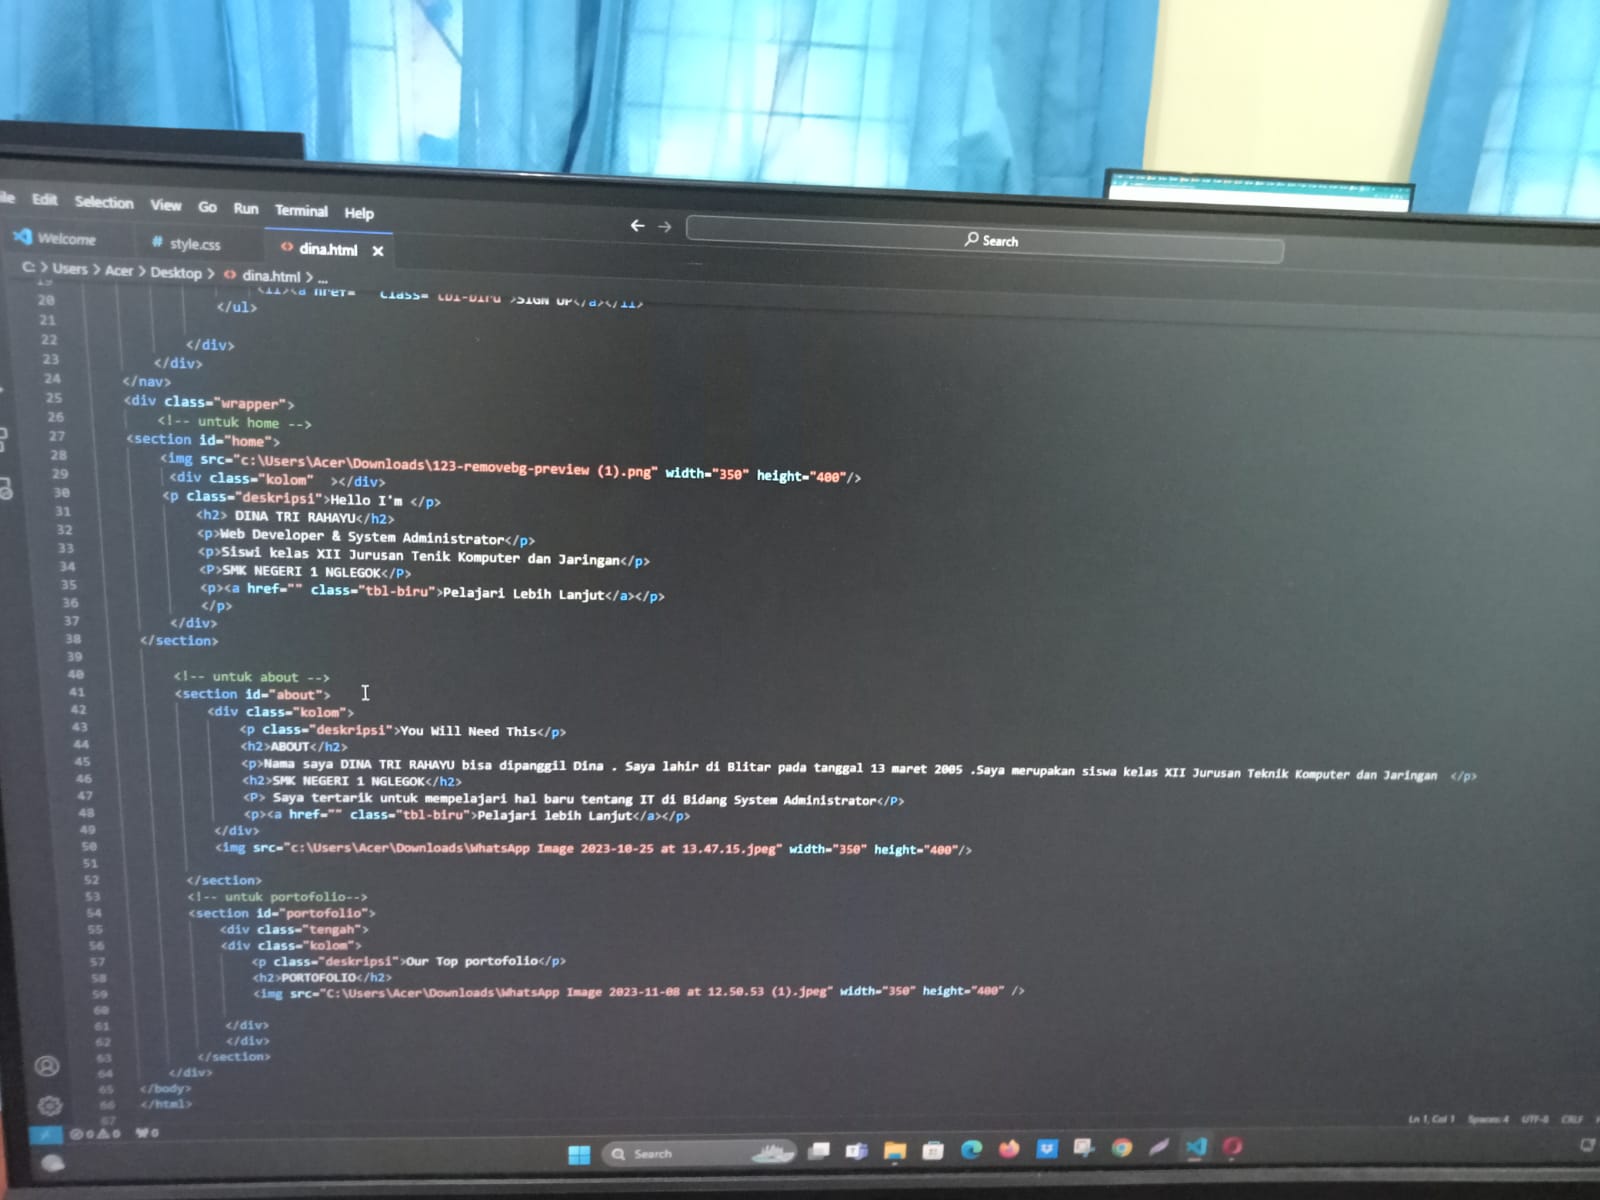 ile Edit Selection View Go Run Terminal Help
Search
Welcome
# style.css
<> dina.html
C: > Users > Acer > Desktop > <> dina.html > ...
19 <li><a href= class= tbl-biru >SIGN UP</a></li>
20 </ul>
21
22 </div>
23 </div>
24 </nav>
25 <div class="wrapper">
26 <!-- untuk home -->
27 <section id="home">
28 <img src="c:\Users\Acer\Downloads\123-removebg-preview (1).png" width="350" height="400"/>
29 <div class="kolom" ></div>
30 <p class="deskripsi">Hello I'm </p>
31 <h2> DINA TRI RAHAYU</h2>
32 <p>Web Developer & System Administrator</p>
33 <p>Siswi kelas XII Jurusan Tenik Komputer dan Jaringan</p>
34 <P>SMK NEGERI 1 NGLEGOK</P>
35 <p><a href="" class="tbl-biru">Pelajari Lebih Lanjut</a></p>
36 </p>
37 </div>
38 </section>
39
40 <!-- untuk about -->
41 <section id="about">
42 <div class="kolom">
43 <p class="deskripsi">You Will Need This</p>
44 <h2>ABOUT</h2>
45 <p>Nama saya DINA TRI RAHAYU bisa dipanggil Dina . Saya lahir di Blitar pada tanggal 13 maret 2005 .Saya merupakan siswa kelas XII Jurusan Teknik Komputer dan Jaringan </p>
46 <h2>SMK NEGERI 1 NGLEGOK</h2>
47 <P> Saya tertarik untuk mempelajari hal baru tentang IT di Bidang System Administrator</P>
48 <p><a href="" class="tbl-biru">Pelajari lebih Lanjut</a></p>
49 </div>
50 <img src="c:\Users\Acer\Downloads\WhatsApp Image 2023-10-25 at 13.47.15.jpeg" width="350" height="400"/>
51
52 </section>
53 <!-- untuk portofolio-->
54 <section id="portofolio">
55 <div class="tengah">
56 <div class="kolom">
57 <p class="deskripsi">Our Top portofolio</p>
58 <h2>PORTOFOLIO</h2>
59 <img src="C:\Users\Acer\Downloads\WhatsApp Image 2023-11-08 at 12.50.53 (1).jpeg" width="350" height="400" />
60
61 </div>
62 </div>
63 </section>
64 </div>
65 </body>
66 </html>
67
0 0 0
Ln 1, Col 1 Spaces: 4 UTF-8 CRLF
Search